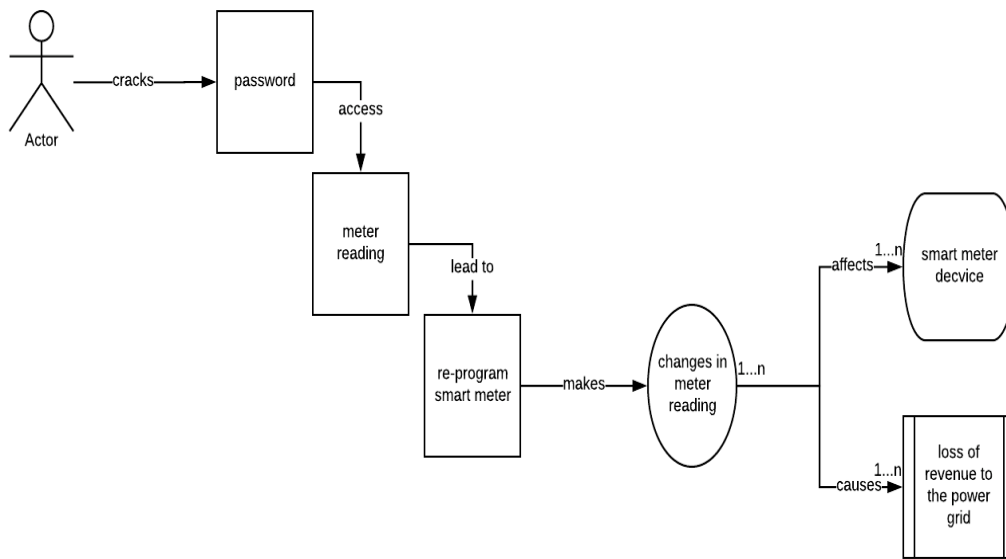 Actor
cracks
password
access
meter
reading
lead to
re-program
smart meter
makes
changes in
meter
reading
1...n
affects
1...n
smart meter
decvice
causes
1...n
loss of
revenue to
the power
grid